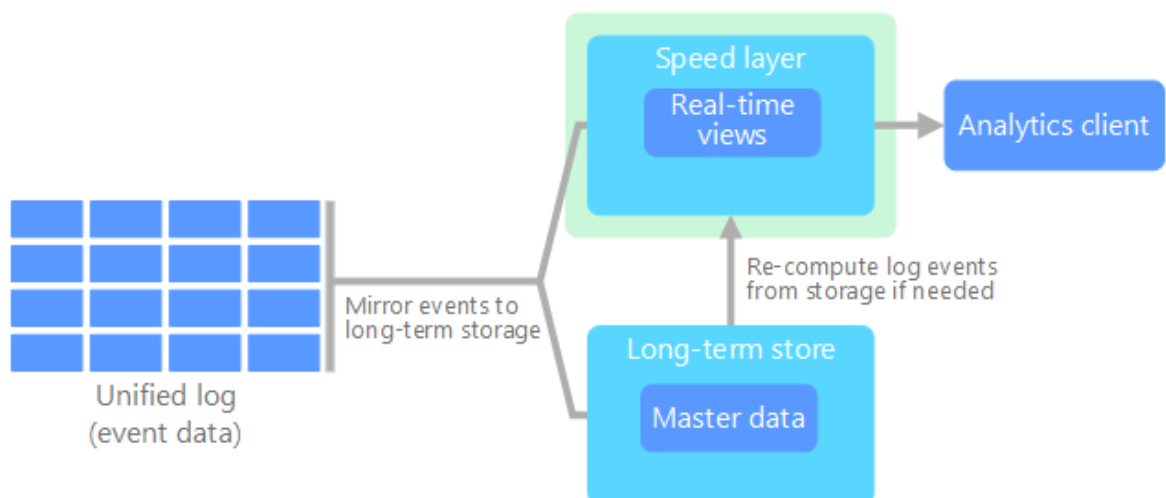 Speed layer
Real-time
views
Analytics client
Re-compute log events
from storage if needed
Mirror events to
long-term storage
Long-term store
Master data
Unified log
(event data)